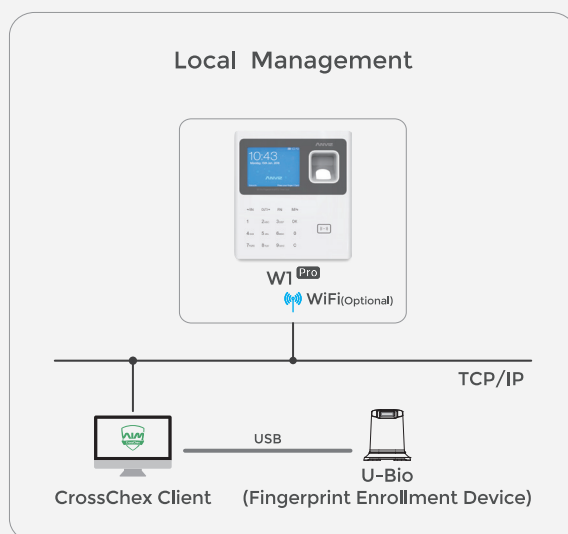 Local Management
10:43
W1 Pro
WiFi(Optional)
TCP/IP
USB
CrossChex Client
U-Bio
(Fingerprint Enrollment Device)